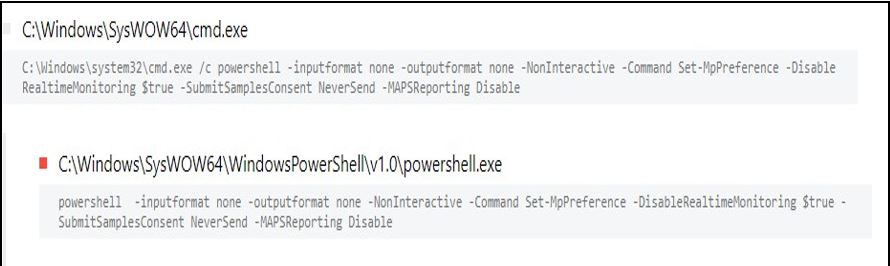 C:\Windows\SysWOW64\cmd.exe
C:\Windows\system32\cmd.exe /c powershell -inputformat none -outputformat none -NonInteractive -Command Set-MpPreference -Disable
RealtimeMonitoring $true -SubmitSamplesConsent NeverSend -MAPSReporting Disable
C:\Windows\SysWOW64\WindowsPowerShell\v1.0\powershell.exe
powershell  -inputformat none -outputformat none -NonInteractive -Command Set-MpPreference -DisableRealtimeMonitoring $true -
SubmitSamplesConsent NeverSend -MAPSReporting Disable